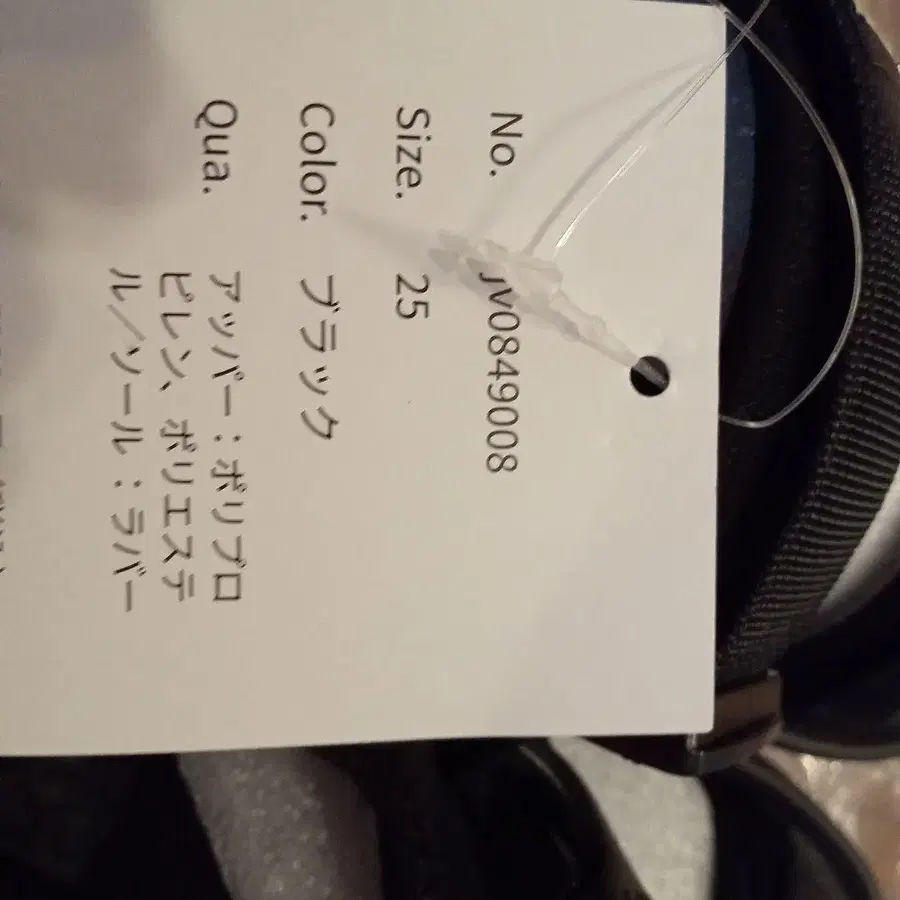 No. jv0849008
Size. 25
Color. ブラック
Qua. アッパー：ポリプロ
ピレン、ポリエステ
ル／ソール：ラバー